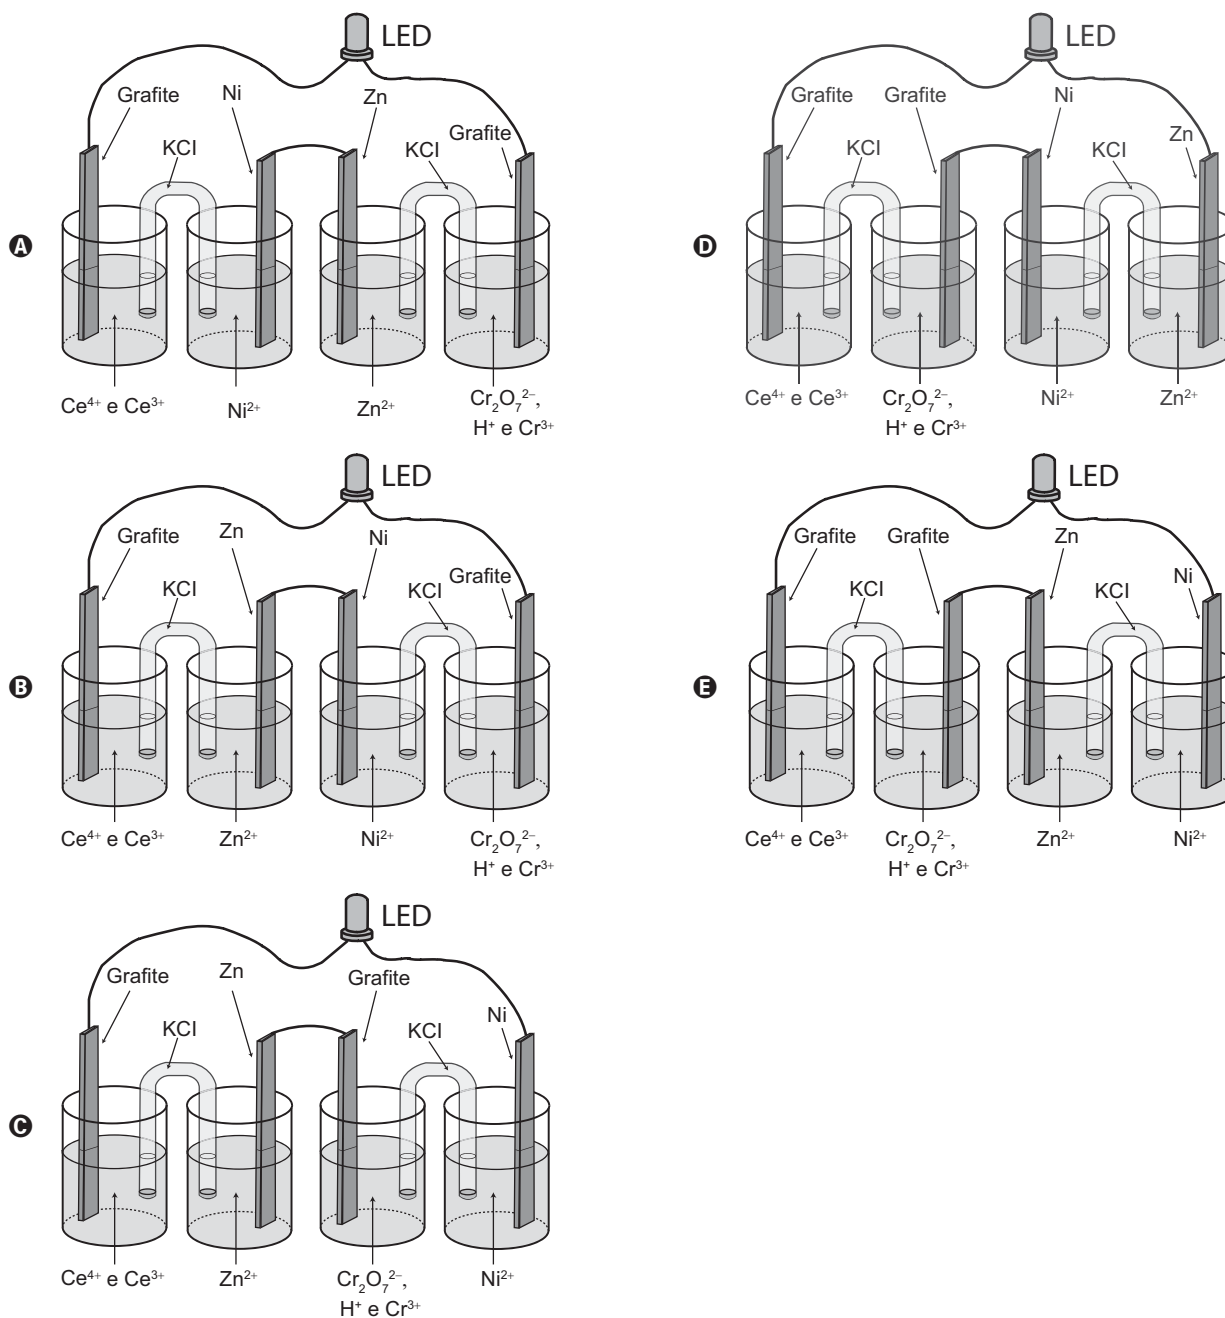 LED
Grafite
Ni
Zn
Grafite
KCl
KCl
A
Ce⁴⁺ e Ce³⁺
Ni²⁺
Zn²⁺
Cr₂O₇²⁻,
H⁺ e Cr³⁺
LED
Grafite
Zn
Ni
Grafite
KCl
KCl
B
Ce⁴⁺ e Ce³⁺
Zn²⁺
Ni²⁺
Cr₂O₇²⁻,
H⁺ e Cr³⁺
LED
Grafite
Zn
Grafite
Ni
KCl
KCl
C
Ce⁴⁺ e Ce³⁺
Zn²⁺
Cr₂O₇²⁻,
H⁺ e Cr³⁺
Ni²⁺
LED
Grafite
Grafite
Ni
Zn
KCl
KCl
D
Ce⁴⁺ e Ce³⁺
Cr₂O₇²⁻,
H⁺ e Cr³⁺
Ni²⁺
Zn²⁺
LED
Grafite
Grafite
Zn
Ni
KCl
KCl
E
Ce⁴⁺ e Ce³⁺
Cr₂O₇²⁻,
H⁺ e Cr³⁺
Zn²⁺
Ni²⁺